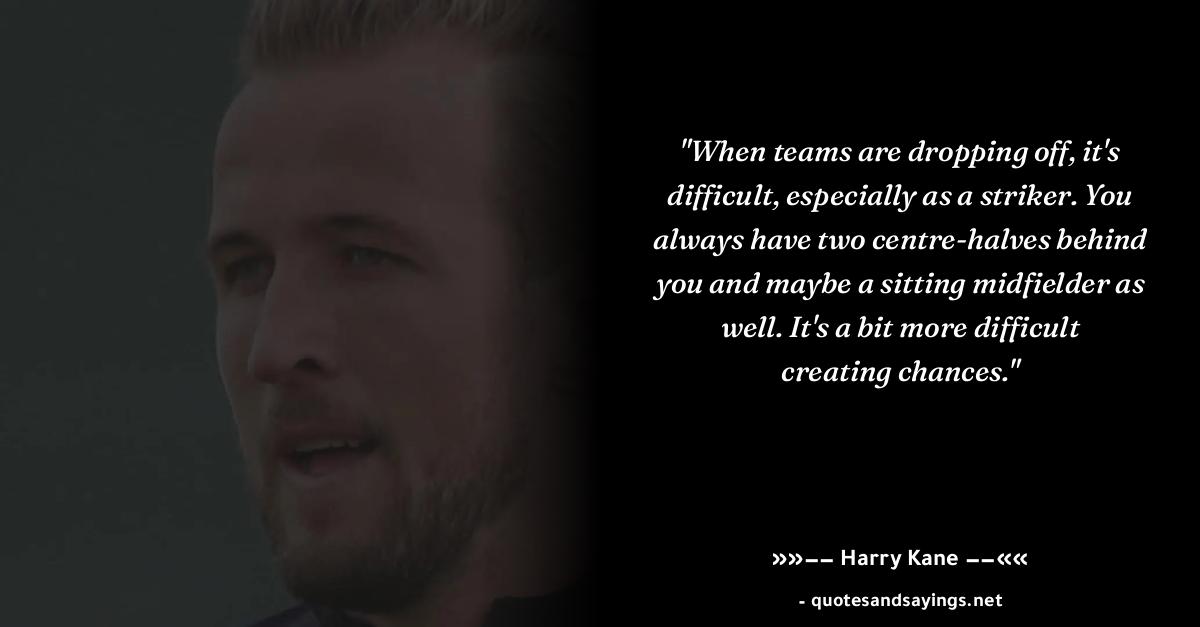 "When teams are dropping off, it's
difficult, especially as a striker. You
always have two centre-halves behind
you and maybe a sitting midfielder as
well. It's a bit more difficult
creating chances."
»»−− Harry Kane −−««
- quotesandsayings.net